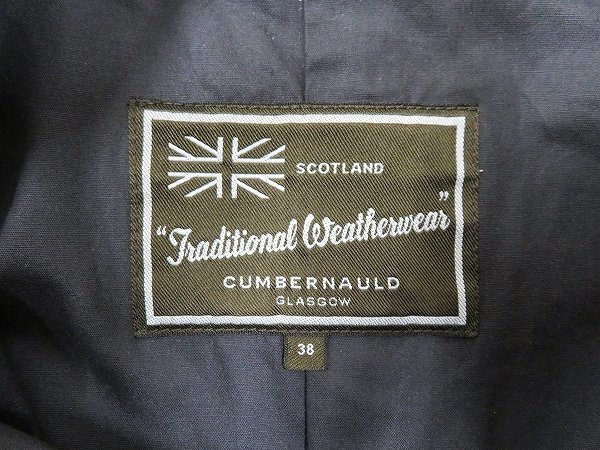 SCOTLAND
"Traditional Weatherwear"
CUMBERNAULD
GLASGOW
38